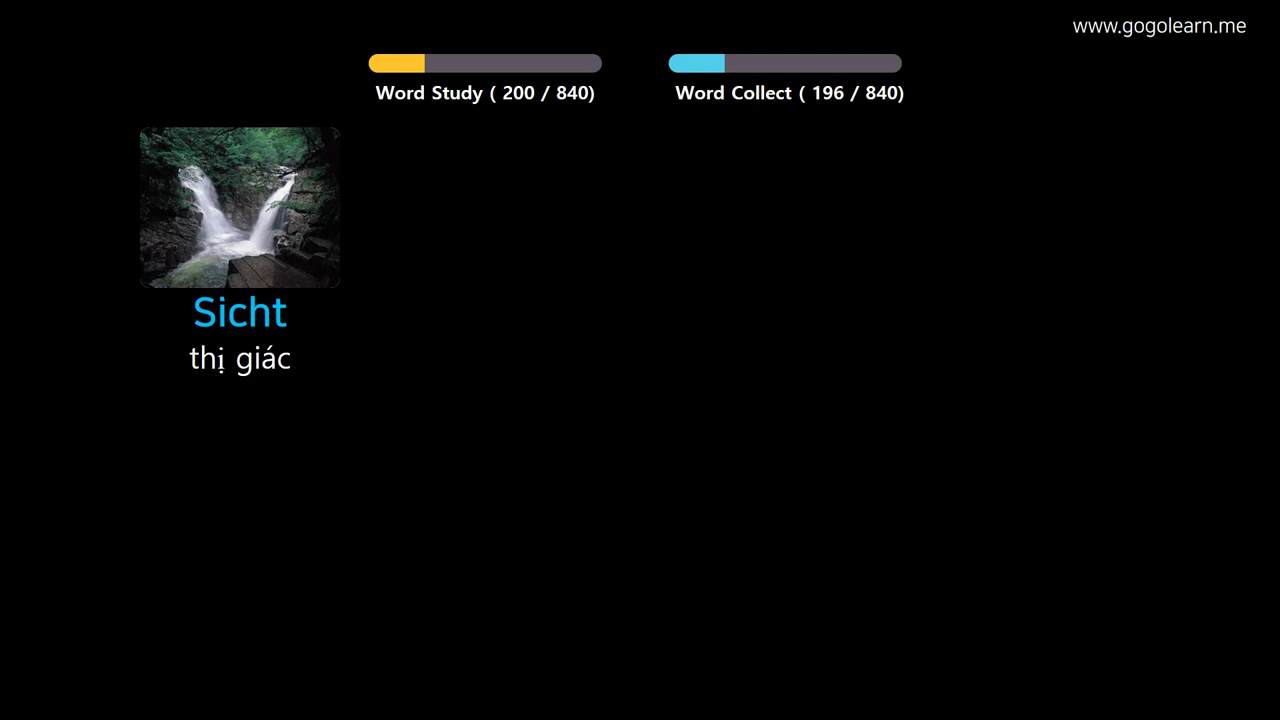 www.gogolearn.me
Word Study ( 200 / 840)
Word Collect ( 196 / 840)
Sicht
thị giác